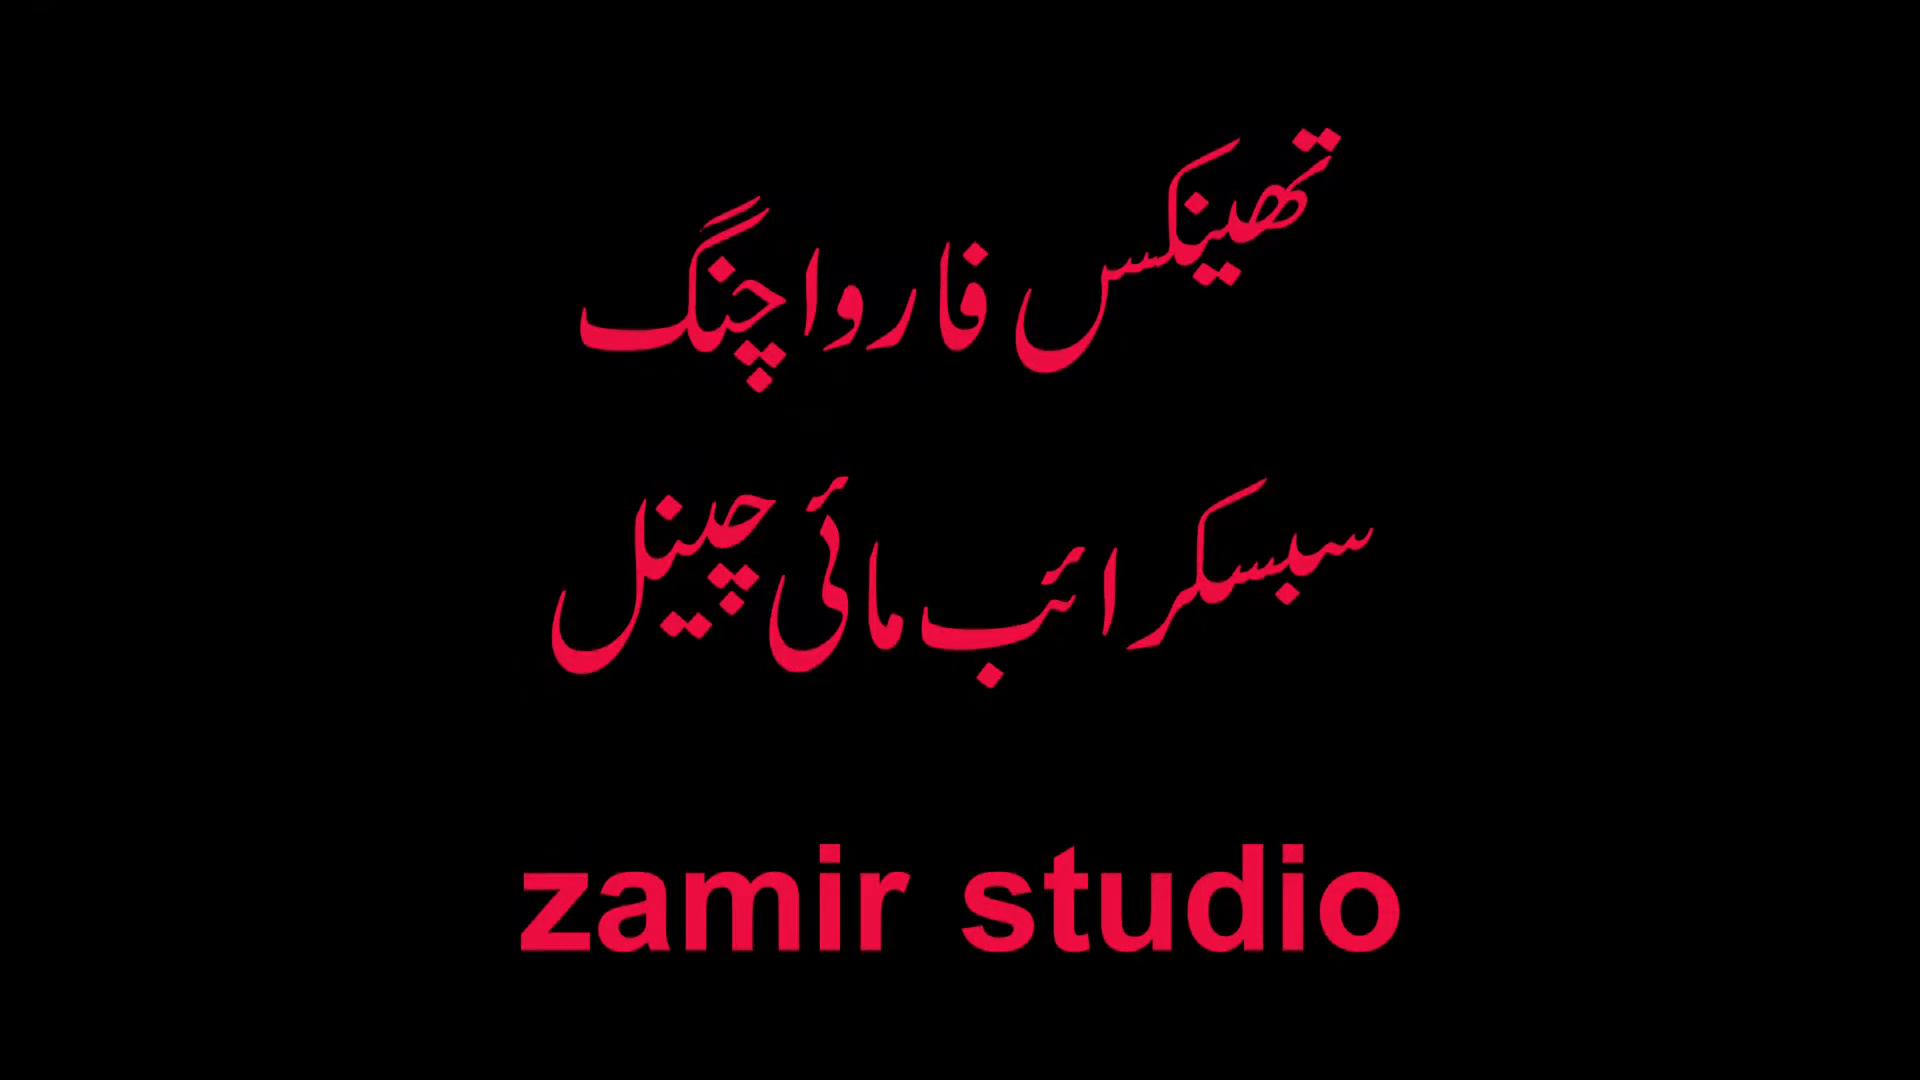 تھینکس فار واچنگ
سبسکرائب مائی چینل
zamir studio